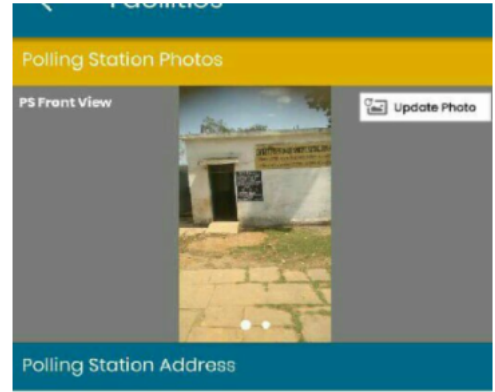 Facilities
Polling Station Photos
PS Front View
Update Photo
Polling Station Address